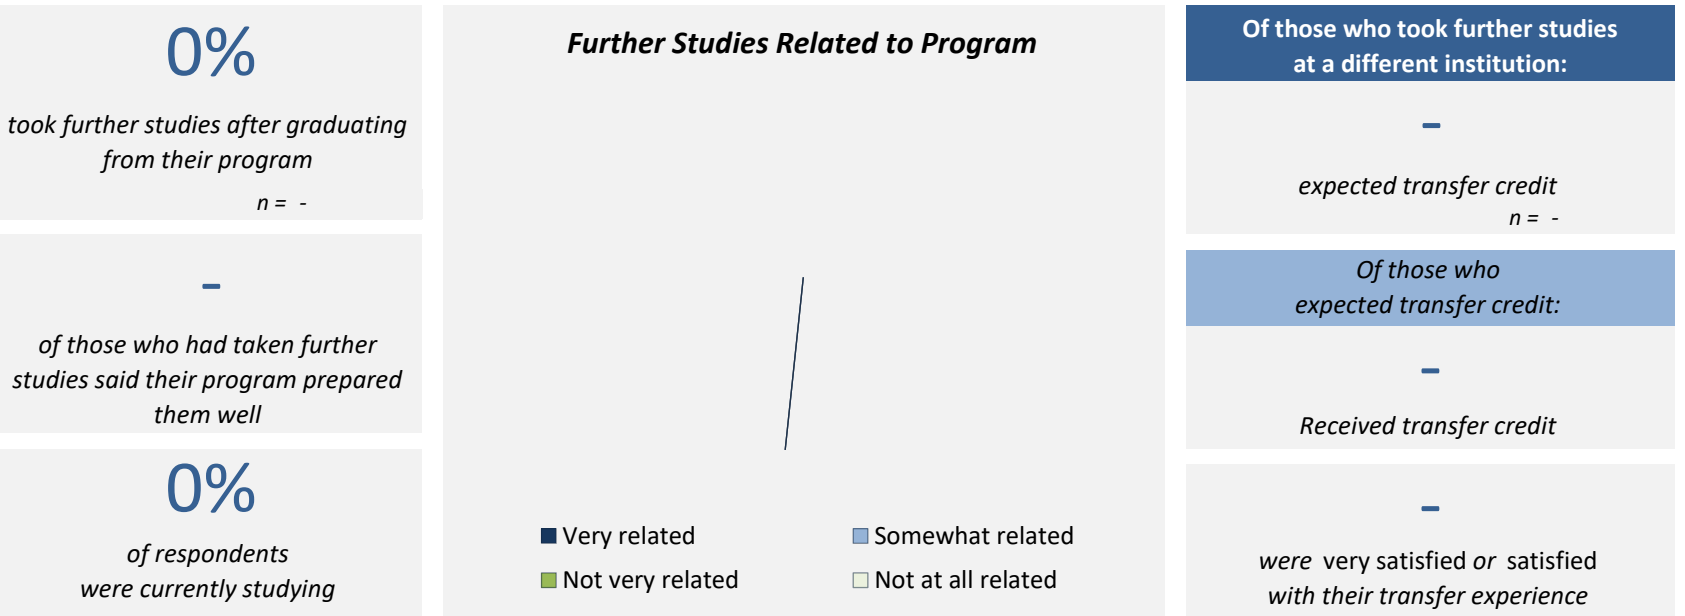 0%
took further studies after graduating
from their program
n = -
-
of those who had taken further
studies said their program prepared
them well
0%
of respondents
were currently studying
Further Studies Related to Program
Very related
Somewhat related
Not very related
Not at all related
Of those who took further studies
at a different institution:
-
expected transfer credit
n = -
Of those who
expected transfer credit:
-
Received transfer credit
-
were very satisfied or satisfied
with their transfer experience